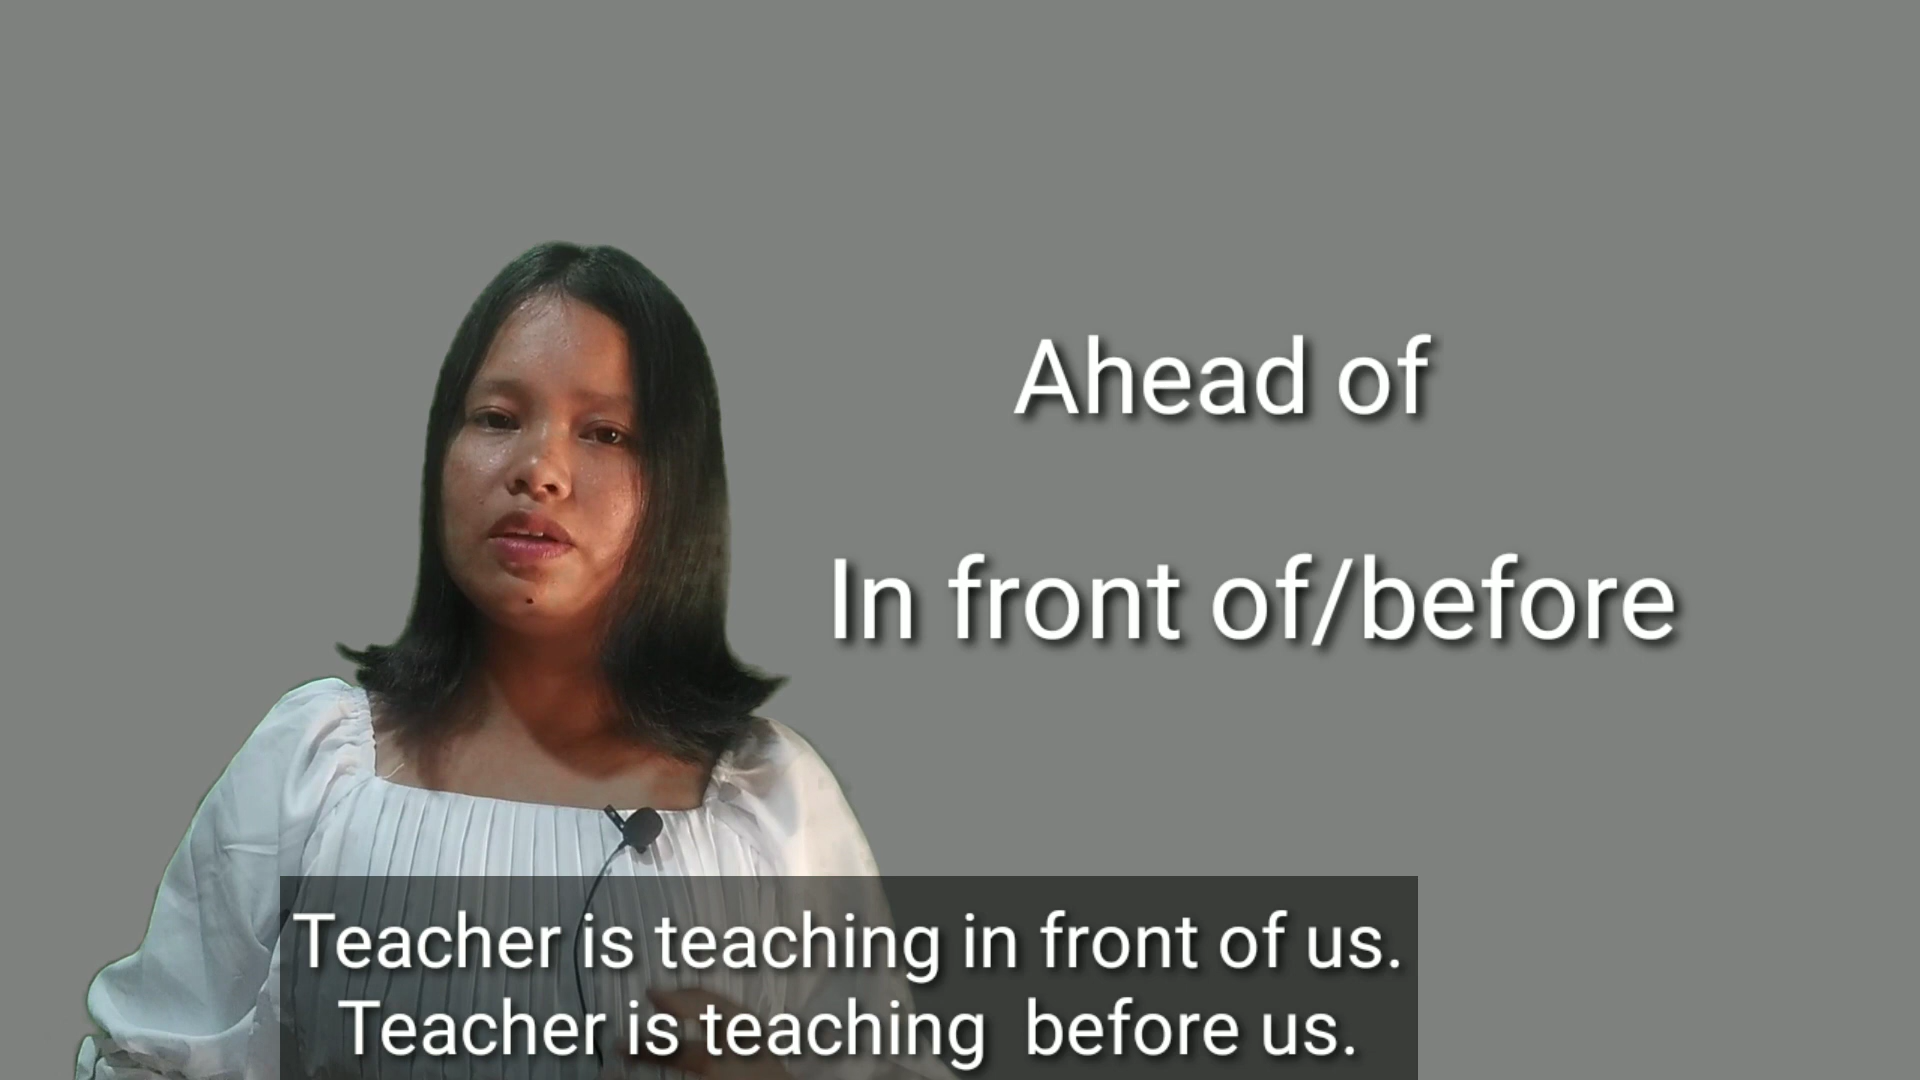 Ahead of
In front of/before
Teacher is teaching in front of us.
Teacher is teaching  before us.